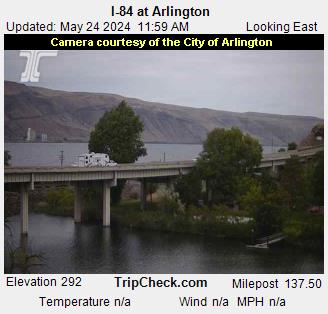 I-84 at Arlington
Updated: May 24 2024 11:59 AM Looking East
Camera courtesy of the City of Arlington
Elevation 292 TripCheck.com Milepost 137.50
Temperature n/a Wind n/a MPH n/a